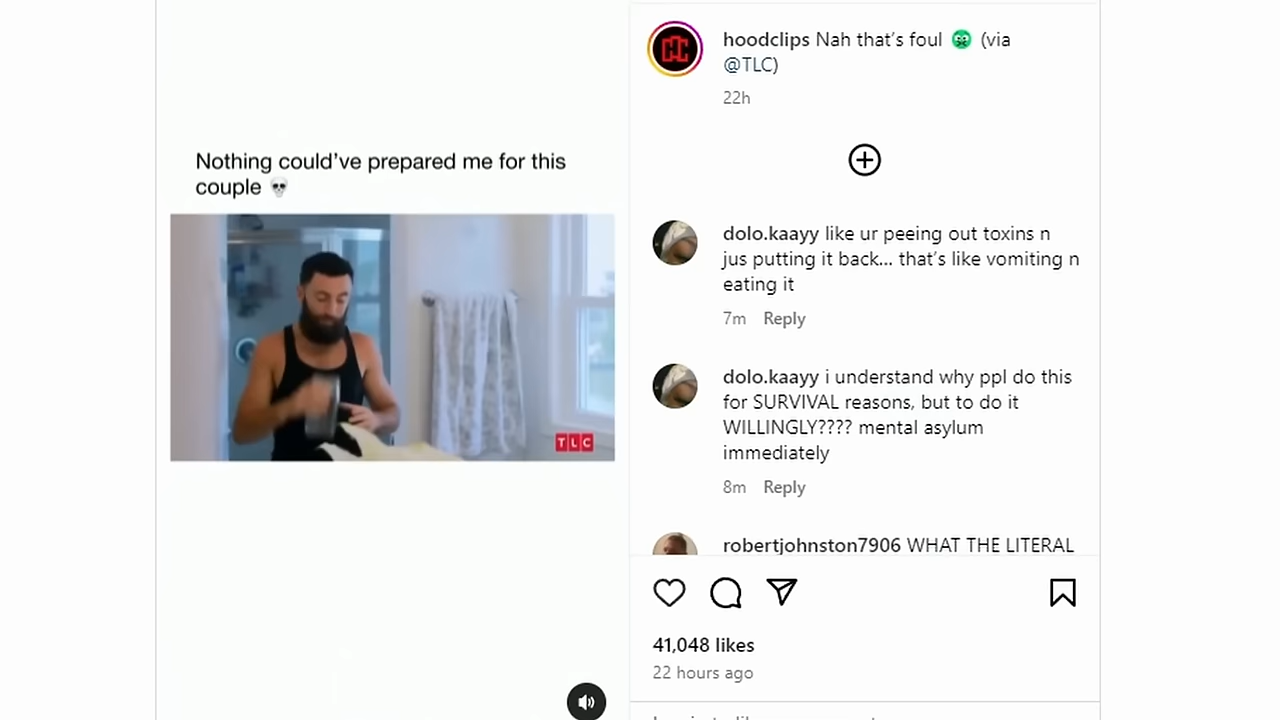 Nothing could've prepared me for this
couple 💀
TLC
hoodclips Nah that's foul 🤢 (via
@TLC)
22h
dolo.kaayy like ur peeing out toxins n
jus putting it back... that's like vomiting n
eating it
7m Reply
dolo.kaayy i understand why ppl do this
for SURVIVAL reasons, but to do it
WILLINGLY???? mental asylum
immediately
8m Reply
robertjohnston7906 WHAT THE LITERAL
41,048 likes
22 hours ago